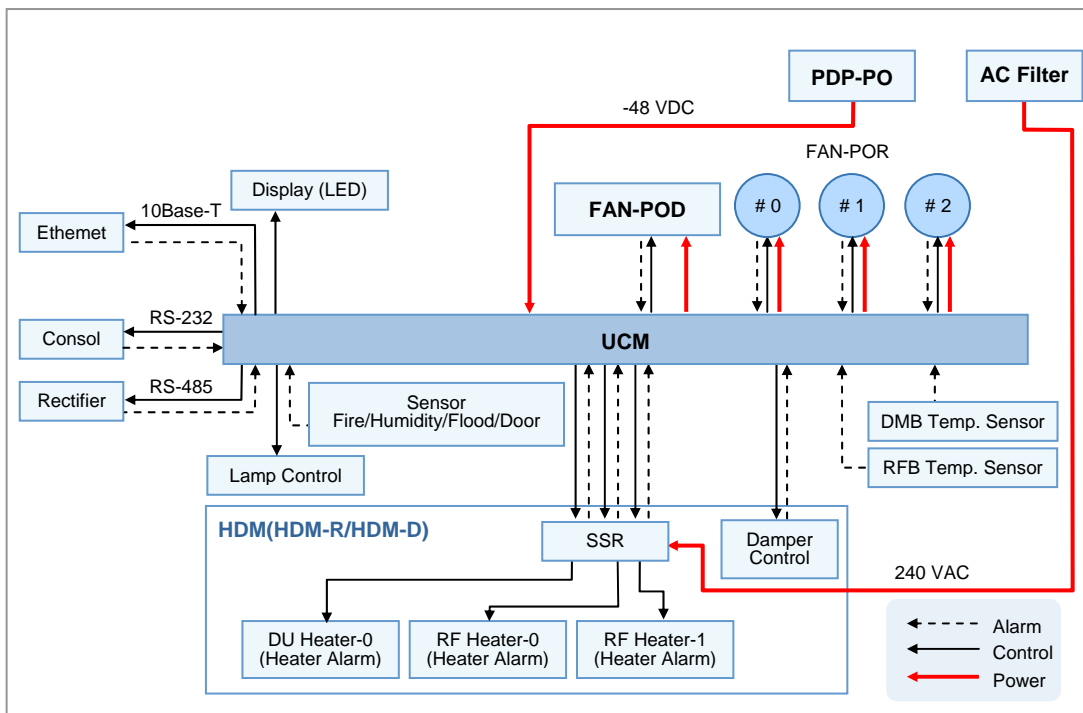 PDP-PO
AC Filter
-48 VDC
FAN-POR
Display (LED)
10Base-T
FAN-POD
# 0
# 1
# 2
Ethemet
RS-232
Consol
UCM
RS-485
Rectifier
Sensor
Fire/Humidity/Flood/Door
DMB Temp. Sensor
Lamp Control
RFB Temp. Sensor
HDM(HDM-R/HDM-D)
SSR
Damper
Control
240 VAC
DU Heater-0
(Heater Alarm)
RF Heater-0
(Heater Alarm)
RF Heater-1
(Heater Alarm)
Alarm
Control
Power